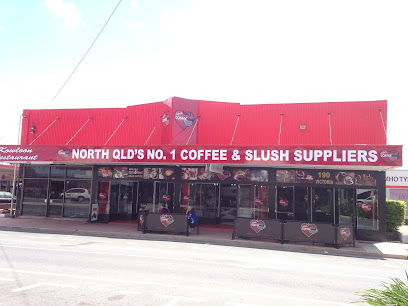 Kowloon
Restaurant
NORTH QLD'S NO. 1 COFFEE & SLUSH SUPPLIERS
190
VICTORIA